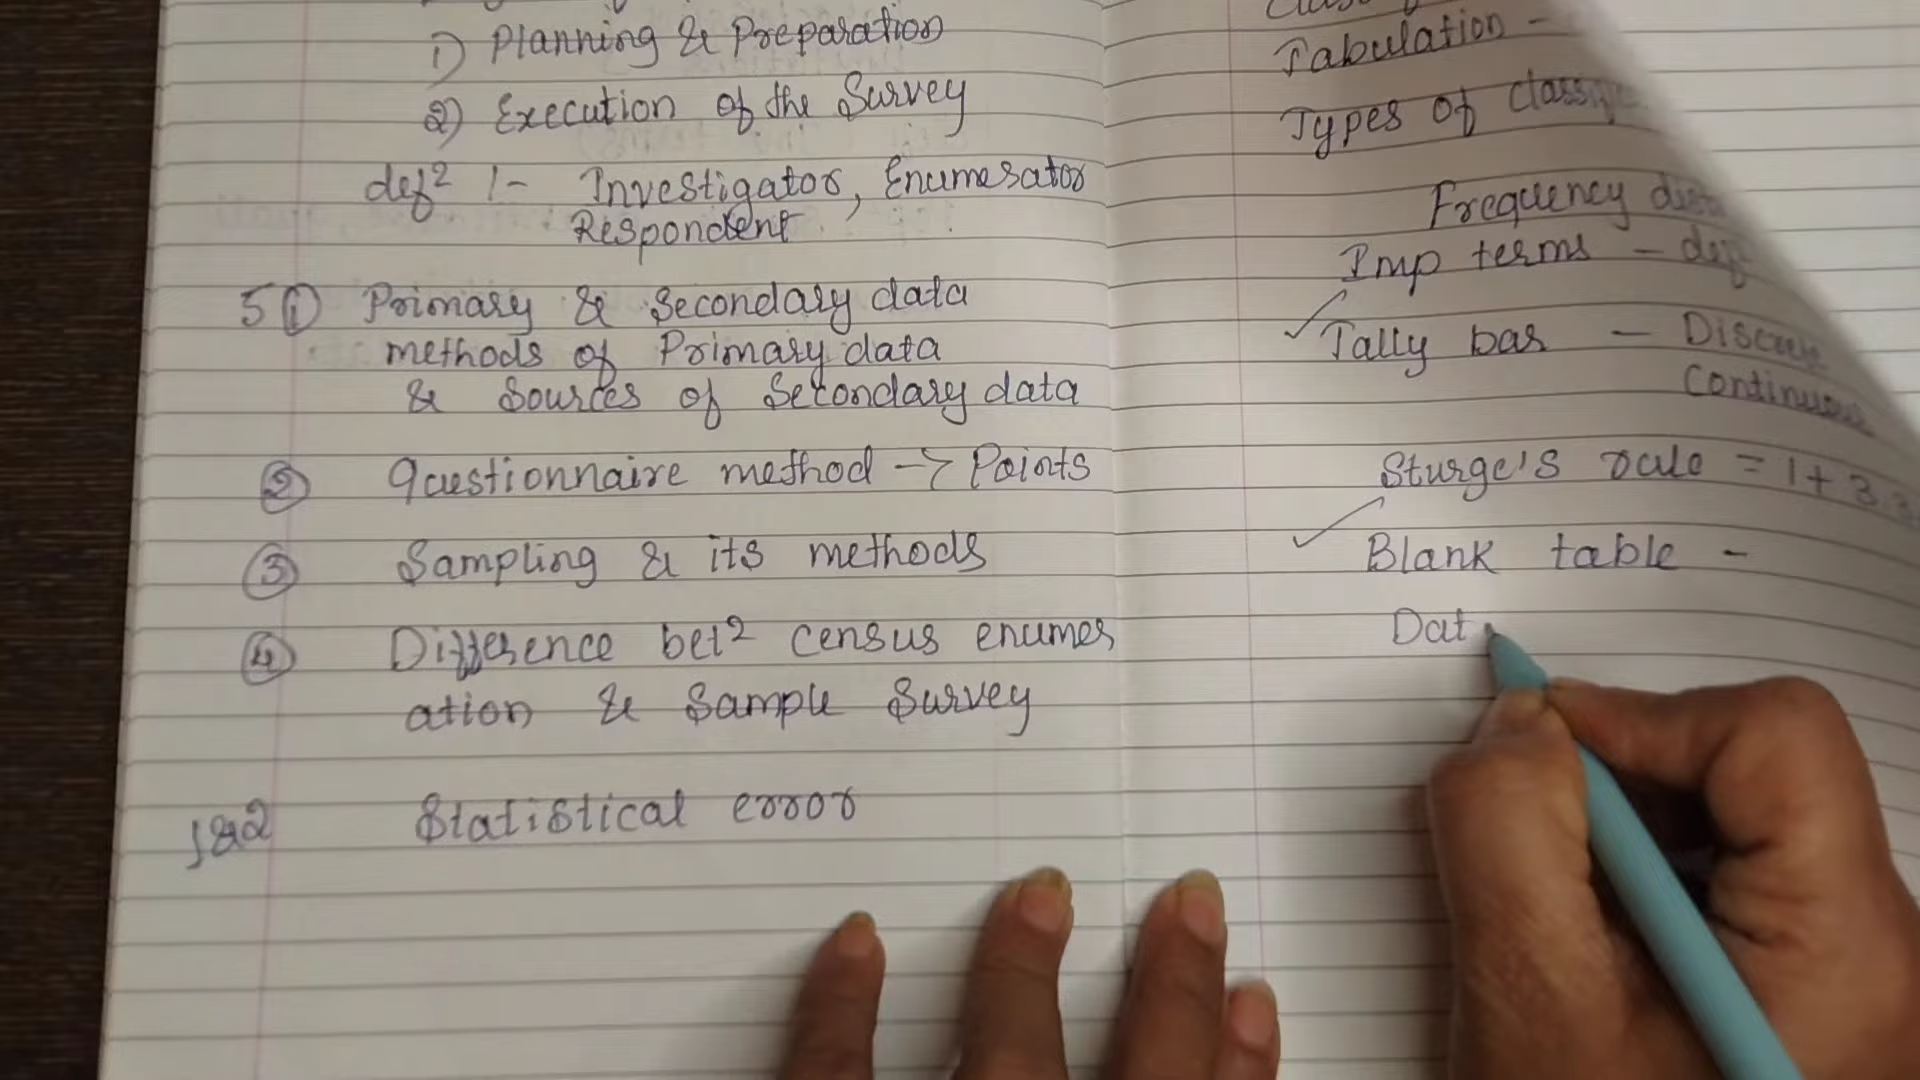 1) Planning & Preparation
2) Execution of the Survey
def² :- Investigator, Enumerator
Respondent
5 ① Primary & Secondary data
methods of Primary data
& Sources of Secondary data
② questionnaire method -> Points
③ Sampling & its methods
④ Difference bet² census enumer
ation & Sample Survey
1&2 Statistical error
Tabulation -
Types of
Frequency
Imp terms - def
✓ Tally bar - Discrete
Continuous
Sturge's rule = 1 + 3.
✓ Blank table -
Dat